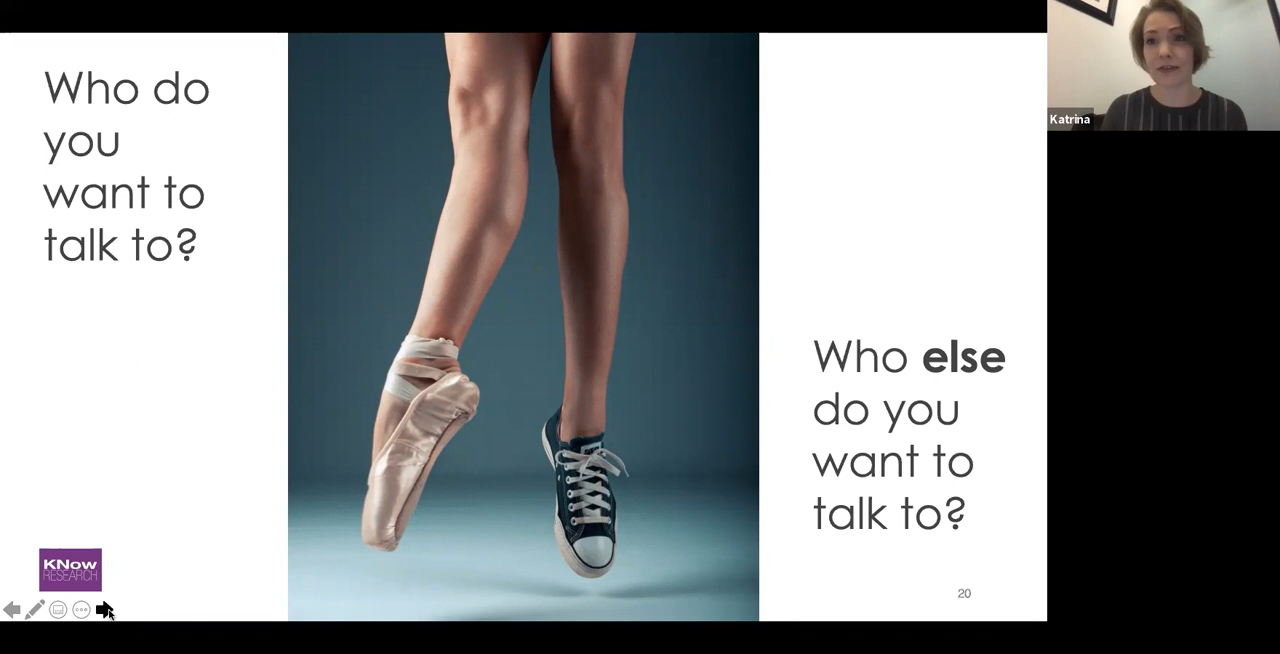 Who do
you
want to
talk to?
Katrina
Who else
do you
want to
talk to?
KNow
RESEARCH
20